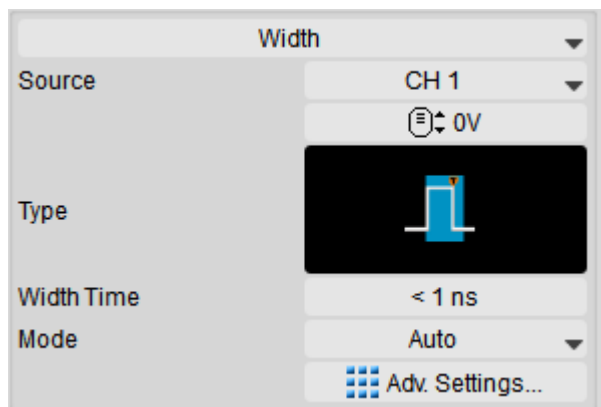 Width
Source
CH 1
0V
Type
T
Width Time
< 1 ns
Mode
Auto
Adv. Settings...